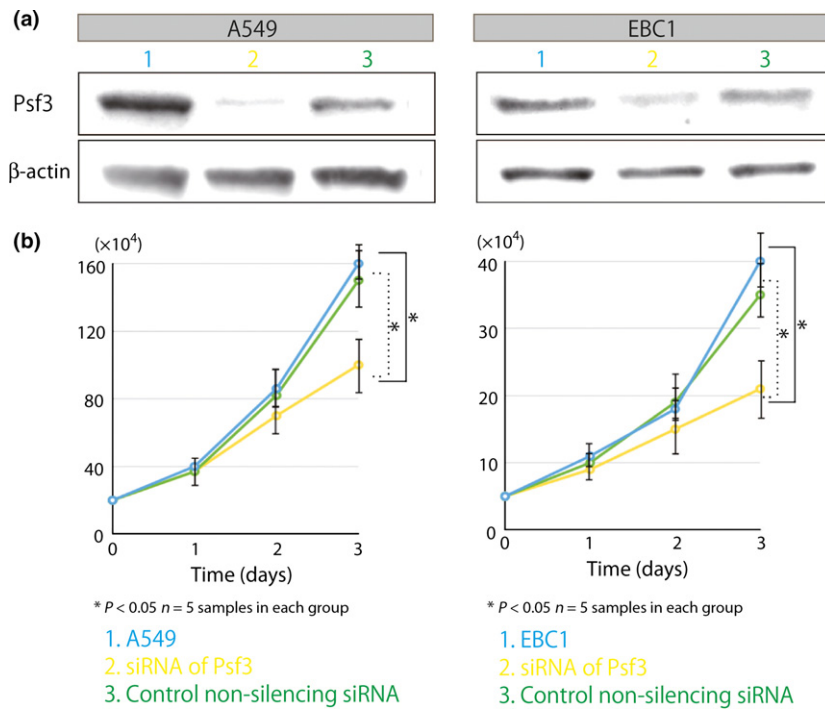 (a)
A549 EBC1
1 2 3 1 2 3
Psf3
β-actin
(b)
(×10⁴) (×10⁴)
160 40
120 30
80 20
40 10
0 0
* * * *
0 1 2 3 0 1 2 3
Time (days) Time (days)
* P < 0.05 n = 5 samples in each group * P < 0.05 n = 5 samples in each group
1. A549 1. EBC1
2. siRNA of Psf3 2. siRNA of Psf3
3. Control non-silencing siRNA 3. Control non-silencing siRNA